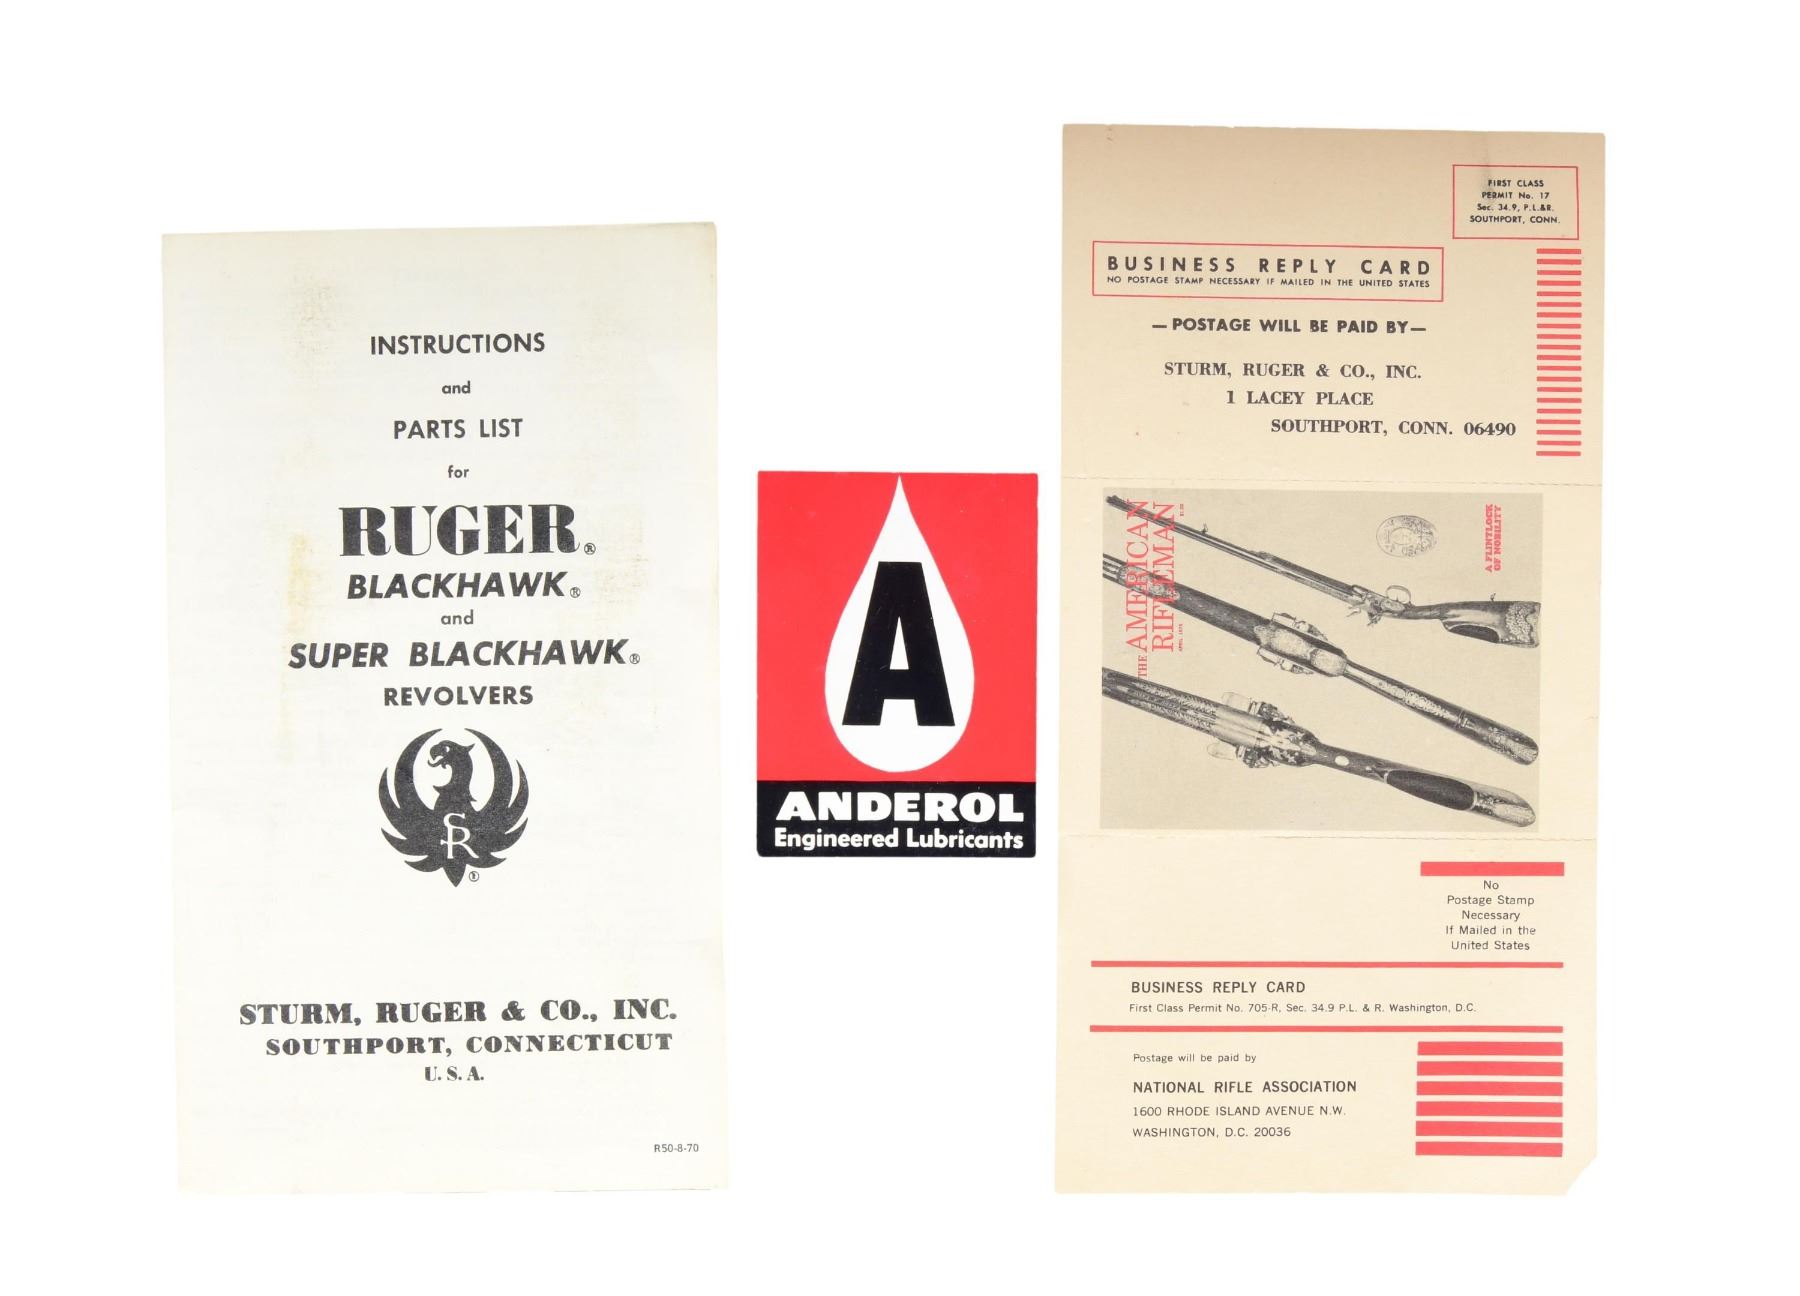 INSTRUCTIONS
and
PARTS LIST
for
RUGER®
BLACKHAWK®
and
SUPER BLACKHAWK®
REVOLVERS
SR
®
STURM, RUGER & CO., INC.
SOUTHPORT, CONNECTICUT
U. S. A.
R50-8-70
A
ANDEROL
Engineered Lubricants
FIRST CLASS
PERMIT No. 17
Sec. 34.9, P.L.&R.
SOUTHPORT, CONN.
BUSINESS REPLY CARD
NO POSTAGE STAMP NECESSARY IF MAILED IN THE UNITED STATES
—POSTAGE WILL BE PAID BY—
STURM, RUGER & CO., INC.
1 LACEY PLACE
SOUTHPORT, CONN. 06490
THE AMERICAN
RIFLEMAN
A FLINTLOCK
OF NOBILITY
No
Postage Stamp
Necessary
If Mailed in the
United States
BUSINESS REPLY CARD
First Class Permit No. 705-R, Sec. 34.9 P.L. & R. Washington, D.C.
Postage will be paid by
NATIONAL RIFLE ASSOCIATION
1600 RHODE ISLAND AVENUE N.W.
WASHINGTON, D.C. 20036